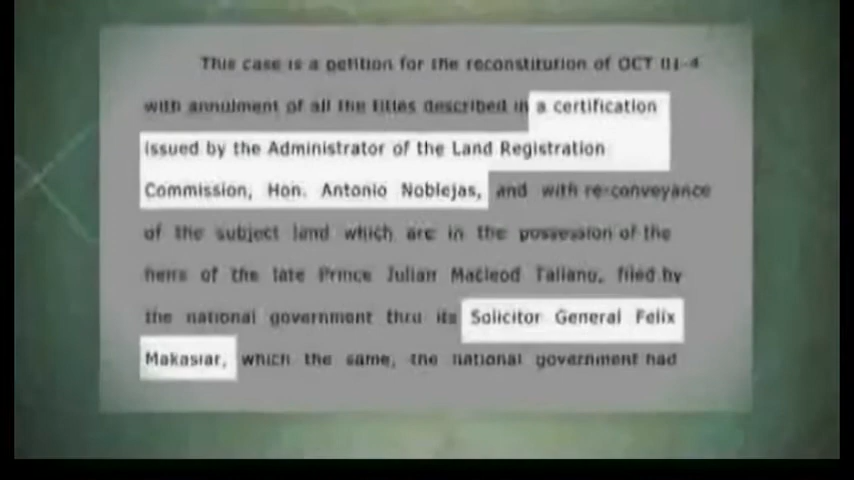 This case is a petition for the reconstitution of OCT 01-4
with annulment of all the titles described in a certification
issued by the Administrator of the Land Registration
Commission, Hon. Antonio Noblejas, and with re-conveyance
of the subject land which are in the possession of the
heirs of the late Prince Julian Macleod Tallano, filed by
the national government thru its Solicitor General Felix
Makasiar, which the same, the national government had